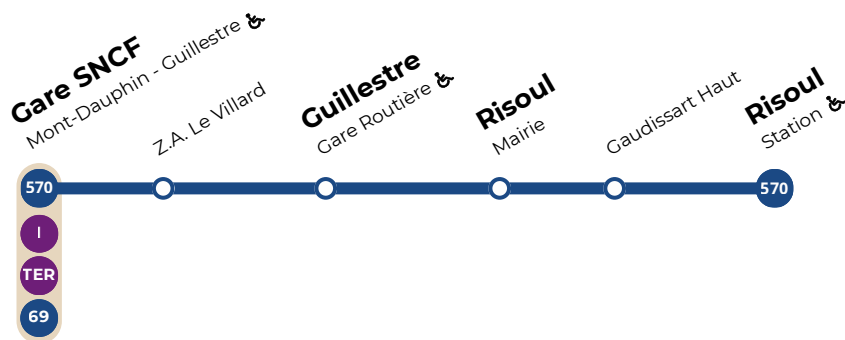 Gare SNCF
Mont-Dauphin - Guillestre
Z.A. Le Villard
Guillestre
Gare Routière
Risoul
Mairie
Gaudissart Haut
Risoul
Station
570
570
I
TER
69